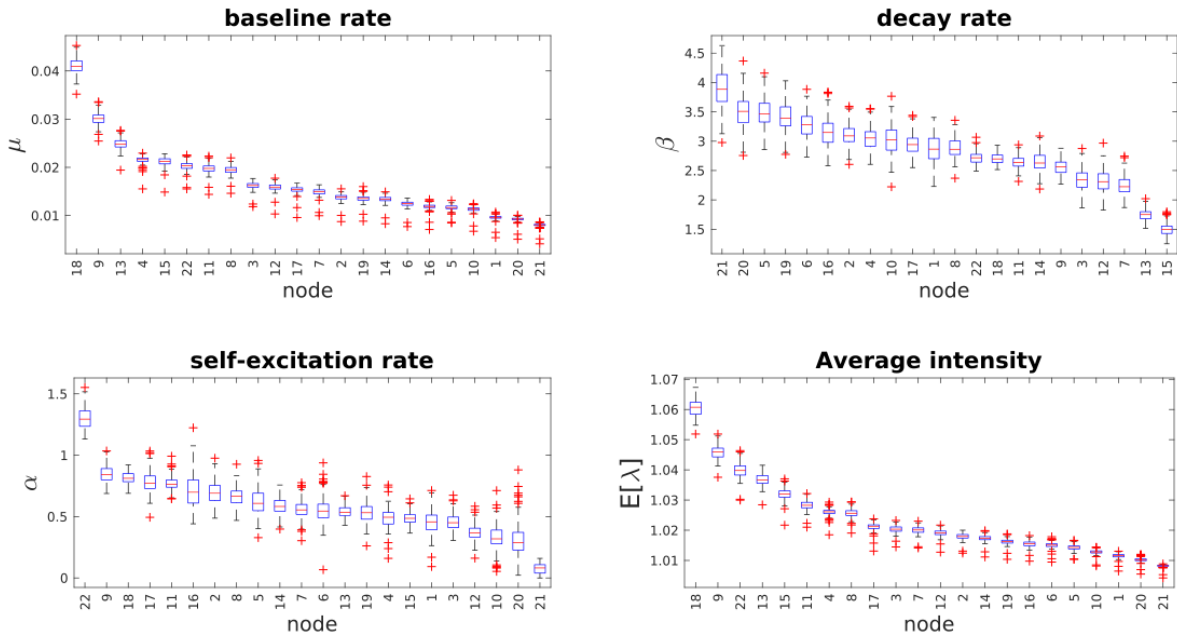 baseline rate
0.04
0.03
0.02
0.01
μ
18 9 13 4 15 22 11 8 3 12 17 7 2 19 14 6 16 5 10 1 20 21
node
decay rate
4.5
4
3.5
3
2.5
2
1.5
β
21 20 5 19 6 16 2 4 10 17 1 8 22 18 11 14 9 3 12 7 13 15
node
self-excitation rate
1.5
1
0.5
0
α
22 9 18 17 11 16 2 8 5 14 7 6 13 19 4 15 1 3 12 10 20 21
node
Average intensity
1.07
1.06
1.05
1.04
1.03
1.02
1.01
E[λ]
18 9 22 13 15 11 4 8 17 3 7 12 2 14 19 16 6 5 10 1 20 21
node